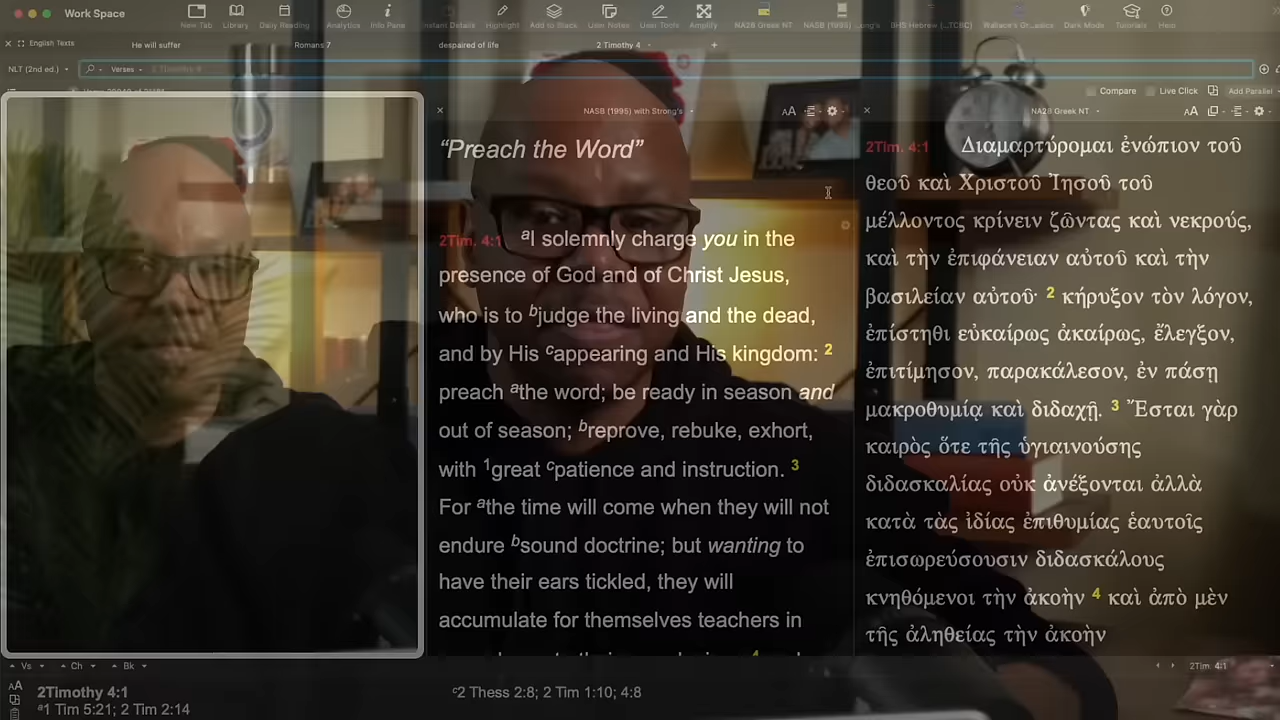 Work Space
New Tab Library Daily Reading Analytics Info Pane Instant Details Highlight Add to Stack User Notes User Tools Amplify NA28 Greek NT Dark Mode Tutorials Help
English Texts He will suffer Romans 7 despaired of life 2 Timothy 4
NLT (2nd ed.) Verses 2 Timothy 4
Compare Live Click Add Parallel
NASB (1995) with Strong's
“Preach the Word”
2Tim. 4:1 aI solemnly charge you in the
presence of God and of Christ Jesus,
who is to bjudge the living and the dead,
and by His cappearing and His kingdom: 2
preach athe word; be ready in season and
out of season; breprove, rebuke, exhort,
with 1great cpatience and instruction. 3
For athe time will come when they will not
endure bsound doctrine; but wanting to
have their ears tickled, they will
accumulate for themselves teachers in
NA28 Greek NT
2Tim. 4:1 Διαμαρτύρομαι ἐνώπιον τοῦ
θεοῦ καὶ Χριστοῦ Ἰησοῦ τοῦ
μέλλοντος κρίνειν ζῶντας καὶ νεκρούς,
καὶ τὴν ἐπιφάνειαν αὐτοῦ καὶ τὴν
βασιλείαν αὐτοῦ· 2 κήρυξον τὸν λόγον,
ἐπίστηθι εὐκαίρως ἀκαίρως, ἔλεγξον,
ἐπιτίμησον, παρακάλεσον, ἐν πάσῃ
μακροθυμίᾳ καὶ διδαχῇ. 3 Ἔσται γὰρ
καιρὸς ὅτε τῆς ὑγιαινούσης
διδασκαλίας οὐκ ἀνέξονται ἀλλὰ
κατὰ τὰς ἰδίας ἐπιθυμίας ἑαυτοῖς
ἐπισωρεύσουσιν διδασκάλους
κνηθόμενοι τὴν ἀκοὴν 4 καὶ ἀπὸ μὲν
τῆς ἀληθείας τὴν ἀκοὴν
Vs Ch Bk 2Tim 4:1
2Timothy 4:1
a1 Tim 5:21; 2 Tim 2:14
c2 Thess 2:8; 2 Tim 1:10; 4:8